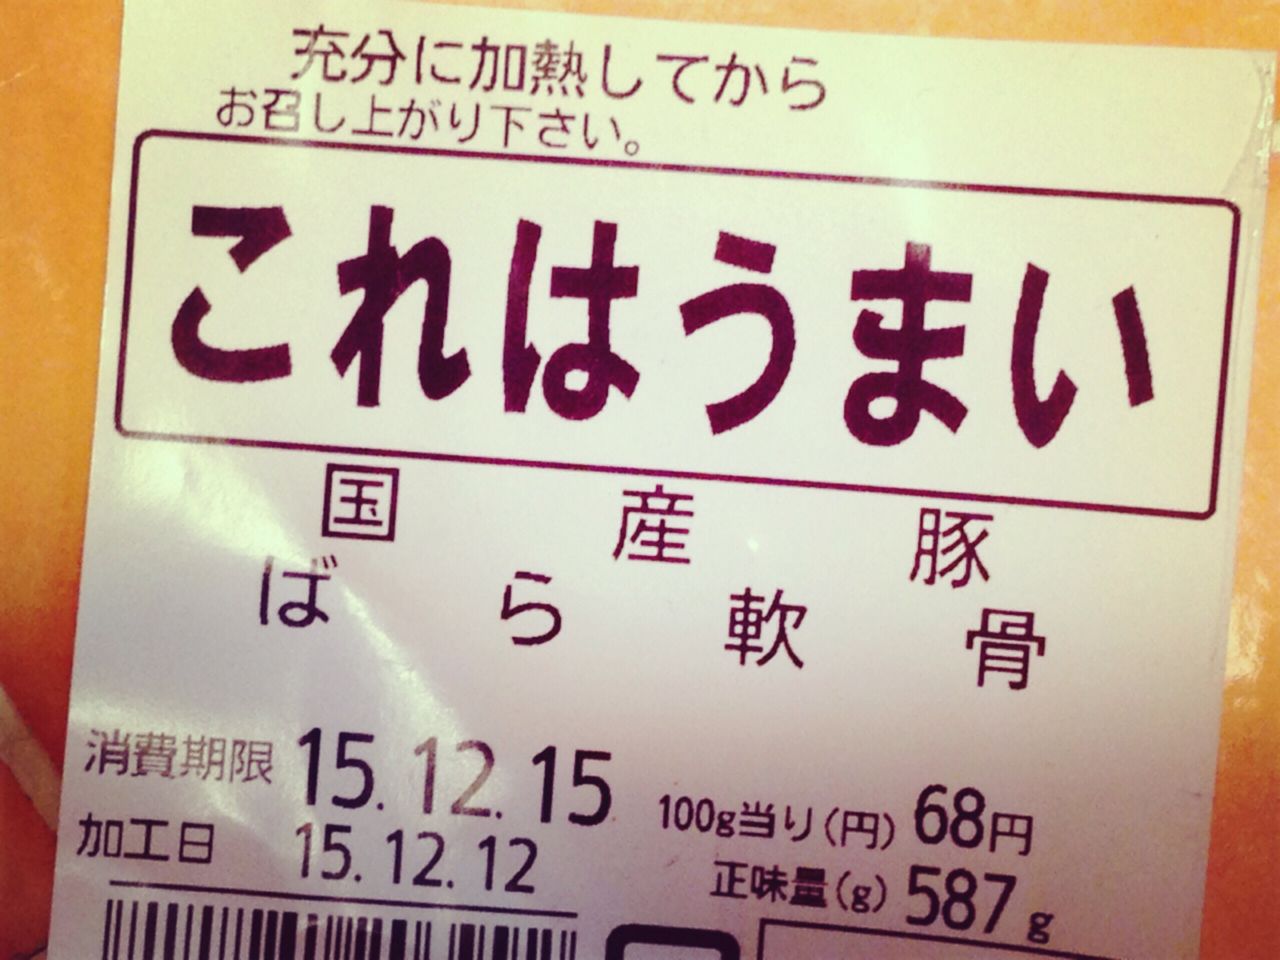 充分に加熱してから
お召し上がり下さい。
これはうまい
国産豚
ばら軟骨
消費期限 15.12.15
加工日 15.12.12
100g当り(円) 68円
正味量(g) 587g